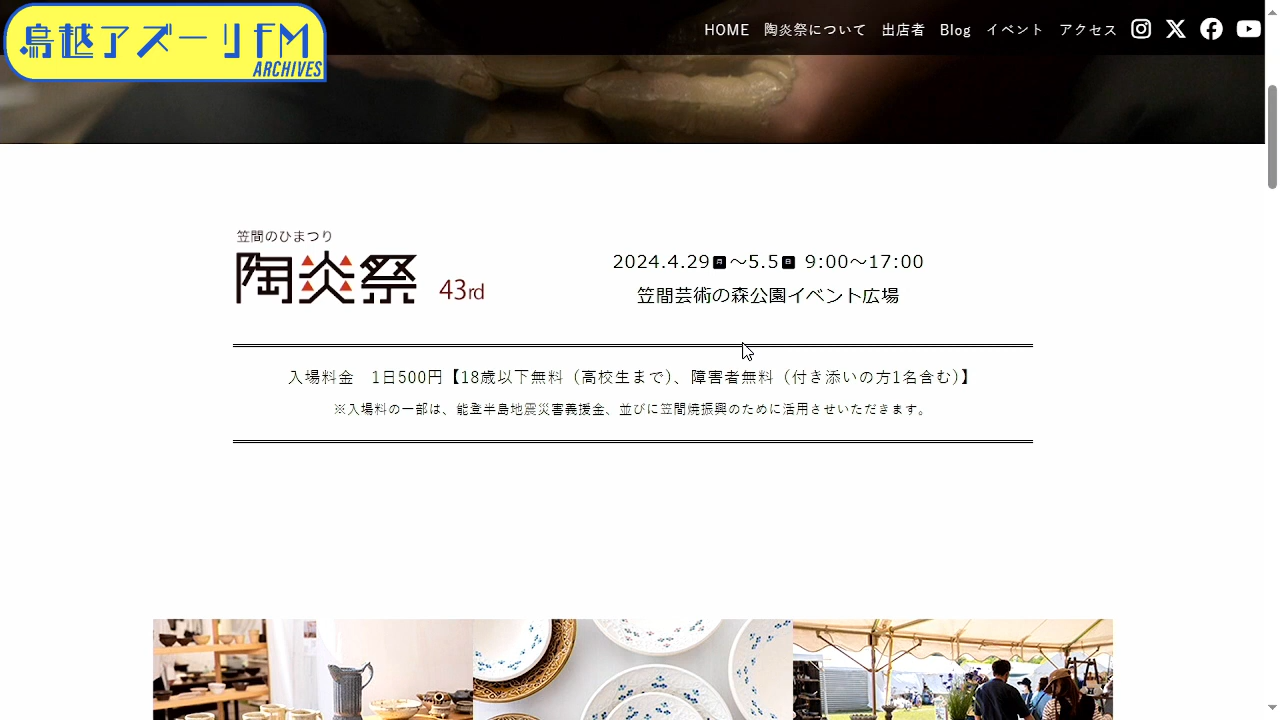 鳥越アズーリFM
ARCHIVES
HOME 陶炎祭について 出店者 Blog イベント アクセス
笠間のひまつり
陶炎祭 43rd
2024.4.29月～5.5日 9:00～17:00
笠間芸術の森公園イベント広場
入場料金　1日500円【18歳以下無料（高校生まで）、障害者無料（付き添いの方1名含む）】
※入場料の一部は、能登半島地震災害義援金、並びに笠間焼振興のために活用させいただきます。